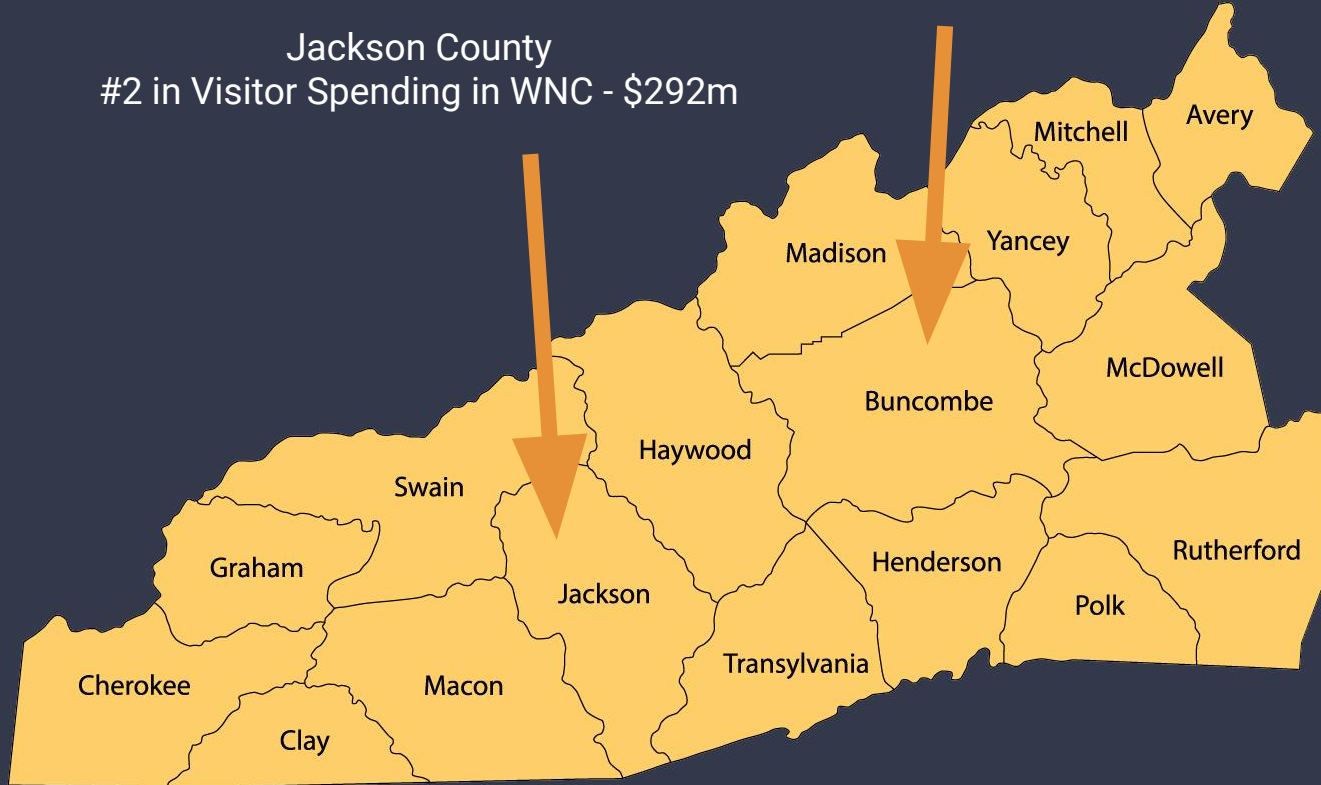 Jackson County
#2 in Visitor Spending in WNC - $292m
Avery
Mitchell
Yancey
Madison
McDowell
Buncombe
Haywood
Swain
Rutherford
Henderson
Graham
Jackson
Polk
Transylvania
Cherokee
Macon
Clay